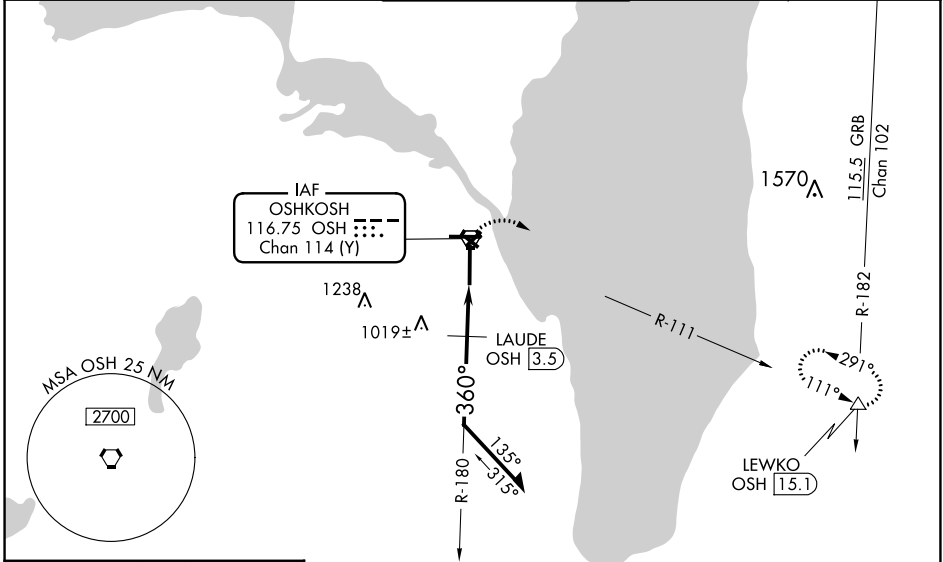 IAF
OSHKOSH
116.75 OSH
Chan 114 (Y)
1570
115.5 GRB
Chan 102
R-182
1238
1019±
LAUDE
OSH 3.5
R-111
360°
291°
111°
MSA OSH 25 NM
2700
135°
315°
R-180
LEWKO
OSH 15.1